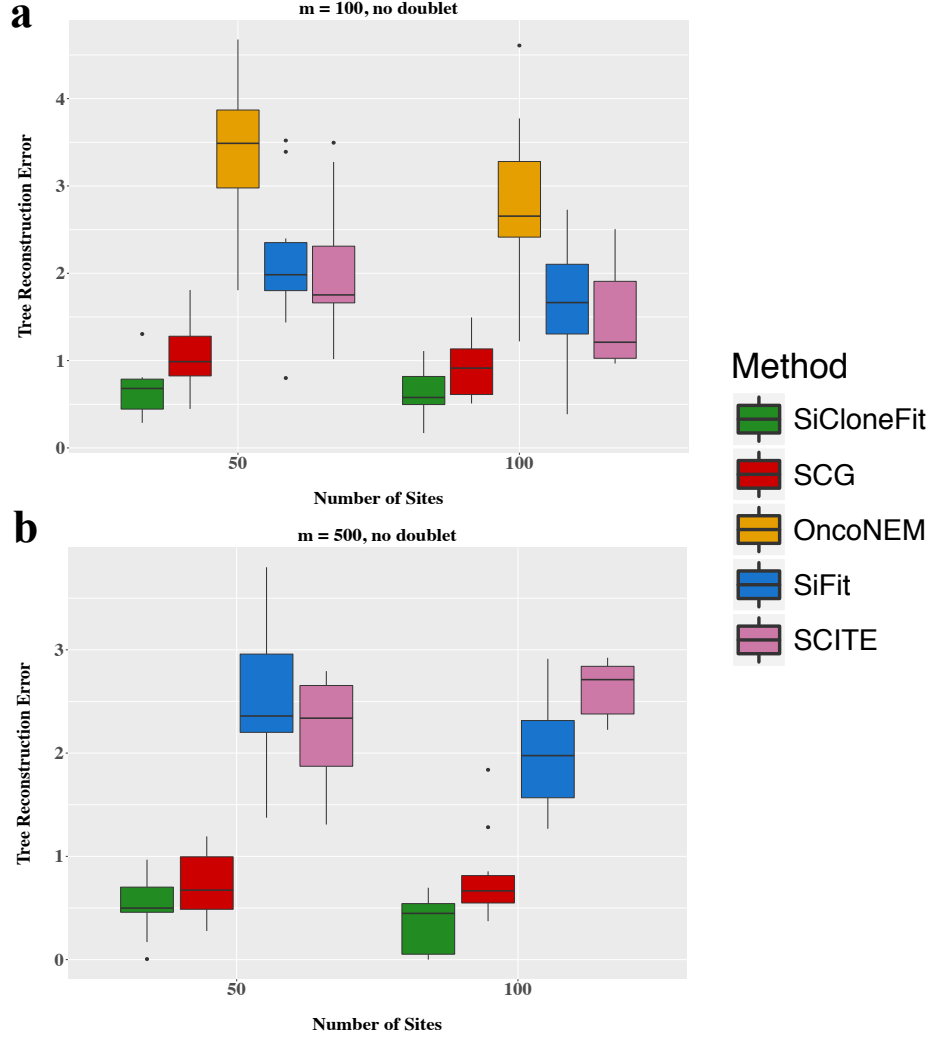 a
m = 100, no doublet
Tree Reconstruction Error
4
3
2
1
0
50
100
Number of Sites
b
m = 500, no doublet
Tree Reconstruction Error
3
2
1
0
50
100
Number of Sites
Method
SiCloneFit
SCG
OncoNEM
SiFit
SCITE